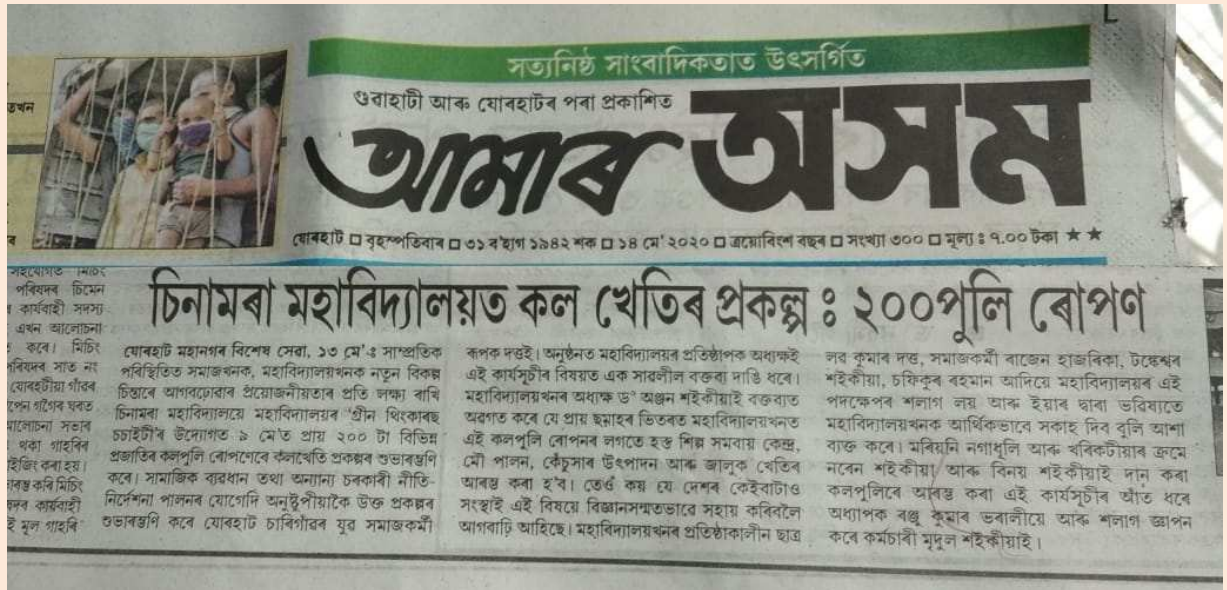 সত্যনিষ্ঠ সাংবাদিকতাত উৎসৰ্গিত
গুৱাহাটী আৰু যোৰহাটৰ পৰা প্ৰকাশিত
আমাৰ অসম
যোৰহাট □ বৃহস্পতিবাৰ □ ৩১ ব'হাগ ১৯৪২ শক □ ১৪ মে' ২০২০ □ ত্ৰয়োবিংশ বছৰ □ সংখ্যা ৩০০ □ মূল্য ঃ ৭.০০ টকা ★ ★
চিনামৰা মহাবিদ্যালয়ত কল খেতিৰ প্ৰকল্প : ২০০পুলি ৰোপণ
যোৰহাট মহানগৰ বিশেষ সেৱা, ১৩ মে'ঃ সাম্প্ৰতিক
পৰিস্থিতিত সমাজখনক, মহাবিদ্যালয়খনক নতুন বিকল্প
চিন্তাৰে আগবঢ়োৱাৰ প্ৰয়োজনীয়তাৰ প্ৰতি লক্ষ্য ৰাখি
চিনামৰা মহাবিদ্যালয়ে মহাবিদ্যালয়ৰ "গ্ৰীন থিংকাৰছ
চচাইটী'ৰ উদ্যোগত ৯ মে'ত প্ৰায় ২০০ টা বিভিন্ন
প্ৰজাতিৰ কলপুলি ৰোপণেৰে কলখেতি প্ৰকল্পৰ শুভাৰম্ভণি
কৰে। সামাজিক ব্যৱধান তথা অন্যান্য চৰকাৰী নীতি-
নিৰ্দেশনা পালনৰ যোগেদি অনুষ্ঠুপীয়াকৈ উক্ত প্ৰকল্পৰ
শুভাৰম্ভণি কৰে যোৰহাট চাৰিগাঁৱৰ যুৱ সমাজকৰ্মী
ৰূপক দত্তই। অনুষ্ঠানত মহাবিদ্যালয়ৰ প্ৰতিষ্ঠাপক অধ্যক্ষই
এই কাৰ্যসূচীৰ বিষয়ত এক সাৱলীল বক্তব্য দাঙি ধৰে।
মহাবিদ্যালয়খনৰ অধ্যক্ষ ড° অঞ্জন শইকীয়াই বক্তব্যত
অৱগত কৰে যে প্ৰায় ছমাহৰ ভিতৰত মহাবিদ্যালয়খনত
এই কলপুলি ৰোপনৰ লগতে হস্ত শিল্প সমবায় কেন্দ্ৰ,
মৌ পালন, কেঁচুসাৰ উৎপাদন আৰু জালুক খেতিৰ
আৰম্ভ কৰা হ'ব। তেওঁ কয় যে দেশৰ কেইবাটাও
সংস্থাই এই বিষয়ে বিজ্ঞানসন্মতভাৱে সহায় কৰিবলৈ
আগবাঢ়ি আহিছে। মহাবিদ্যালয়খনৰ প্ৰতিষ্ঠাকালীন ছাত্ৰ
লৱ কুমাৰ দত্ত, সমাজকৰ্মী ৰাজেন হাজৰিকা, টঙ্কেশ্বৰ
শইকীয়া, চফিকুৰ ৰহমান আদিয়ে মহাবিদ্যালয়ৰ এই
পদক্ষেপৰ শলাগ লয় আৰু ইয়াৰ দ্বাৰা ভৱিষ্যতে
মহাবিদ্যালয়খনক আৰ্থিকভাৱে সকাহ দিব বুলি আশা
ব্যক্ত কৰে। মৰিয়নি নগাধূলি আৰু খৰিকটীয়াৰ ক্ৰমে
নৰেন শইকীয়া আৰু বিনয় শইকীয়াই দান কৰা
কলপুলিৰে আৰম্ভ কৰা এই কাৰ্যসূচীৰ আঁত ধৰে
অধ্যাপক ৰঞ্জু কুমাৰ ভৰালীয়ে আৰু শলাগ জ্ঞাপন
কৰে কৰ্মচাৰী মৃদুল শইকীয়াই।